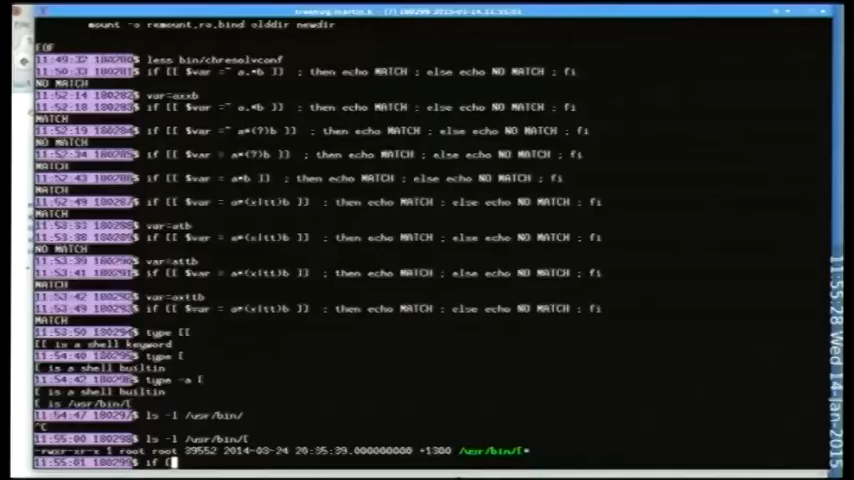 mount -o remount,ro,bind olddir newdir
EOF
11:49:32 180280$ less bin/chresolvconf
11:50:33 180281$ if [[ $var =~ a.*b ]]  ; then echo MATCH ; else echo NO MATCH ; fi
NO MATCH
11:52:14 180282$ var=axxb
11:52:18 180283$ if [[ $var =~ a.*b ]]  ; then echo MATCH ; else echo NO MATCH ; fi
MATCH
11:52:19 180284$ if [[ $var =~ a*(?)b ]]  ; then echo MATCH ; else echo NO MATCH ; fi
NO MATCH
11:52:34 180285$ if [[ $var = a*(?)b ]]  ; then echo MATCH ; else echo NO MATCH ; fi
MATCH
11:52:43 180286$ if [[ $var = a*b ]]  ; then echo MATCH ; else echo NO MATCH ; fi
MATCH
11:52:49 180287$ if [[ $var = a*(x|tt)b ]]  ; then echo MATCH ; else echo NO MATCH ; fi
MATCH
11:53:33 180288$ var=atb
11:53:38 180289$ if [[ $var = a*(x|tt)b ]]  ; then echo MATCH ; else echo NO MATCH ; fi
NO MATCH
11:53:39 180290$ var=attb
11:53:41 180291$ if [[ $var = a*(x|tt)b ]]  ; then echo MATCH ; else echo NO MATCH ; fi
MATCH
11:53:42 180292$ var=axttb
11:53:49 180293$ if [[ $var = a*(x|tt)b ]]  ; then echo MATCH ; else echo NO MATCH ; fi
MATCH
11:53:50 180294$ type [[
[[ is a shell keyword
11:54:40 180295$ type [
[ is a shell builtin
11:54:42 180296$ type -a [
[ is a shell builtin
[ is /usr/bin/[
11:54:47 180297$ ls -l /usr/bin/
^C
11:55:00 180298$ ls -l /usr/bin/[
-rwxr-xr-x 1 root root 39552 2014-03-24 20:35:39.000000000 +1300 /usr/bin/[*
11:55:01 180299$ if [
11:55:28 Wed 14-Jan-2015